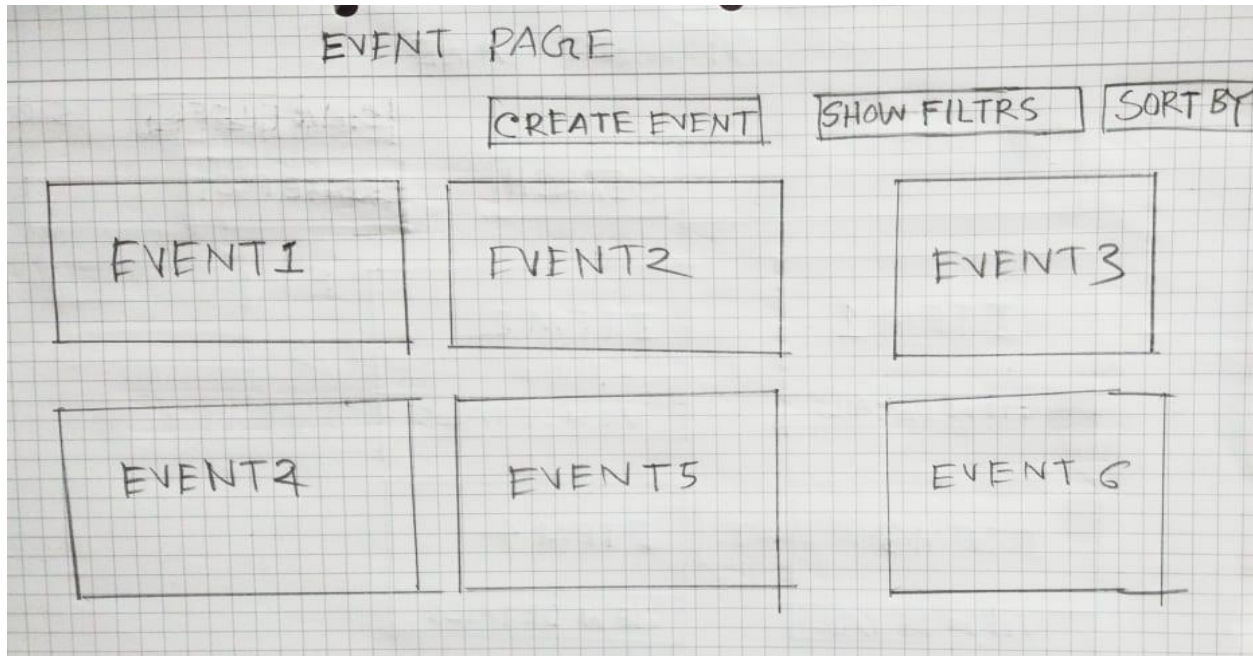 EVENT PAGE
CREATE EVENT SHOW FILTRS SORT BY
EVENT1 EVENT2 EVENT3
EVENT4 EVENT5 EVENT 6